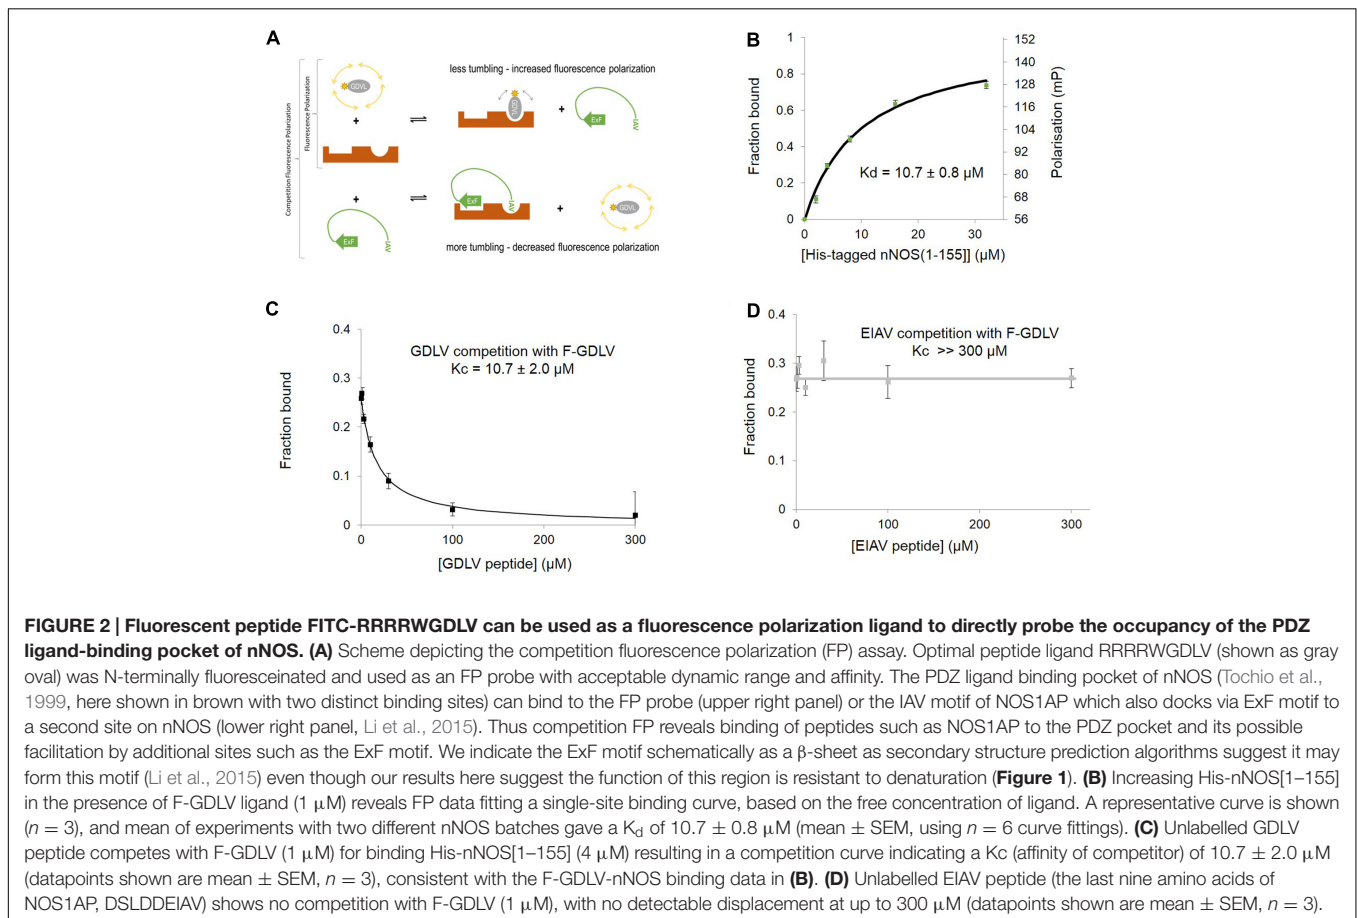 A
Competition Fluorescence Polarization
Fluorescence Polarization
GDVL
+
+
ExF
IAV
less tumbling - increased fluorescence polarization
GDVL
+
ExF
IAV
ExF
IAV
+
GDVL
more tumbling - decreased fluorescence polarization
B
Fraction bound
1
0.8
0.6
0.4
0.2
0
Kd = 10.7 ± 0.8 µM
152
140
128
116
104
92
80
68
56
Polarisation (mP)
0 10 20 30
[His-tagged nNOS(1-155]] (µM)
C
Fraction bound
0.4
0.3
0.2
0.1
0
GDLV competition with F-GDLV
Kc = 10.7 ± 2.0 µM
0 100 200 300
[GDLV peptide] (µM)
D
Fraction bound
0.4
0.3
0.2
0.1
0
EIAV competition with F-GDLV
Kc >> 300 µM
0 100 200 300
[EIAV peptide] (µM)
FIGURE 2 | Fluorescent peptide FITC-RRRRWGDLV can be used as a fluorescence polarization ligand to directly probe the occupancy of the PDZ
ligand-binding pocket of nNOS. (A) Scheme depicting the competition fluorescence polarization (FP) assay. Optimal peptide ligand RRRRWGDLV (shown as gray
oval) was N-terminally fluoresceinated and used as an FP probe with acceptable dynamic range and affinity. The PDZ ligand binding pocket of nNOS (Tochio et al.,
1999, here shown in brown with two distinct binding sites) can bind to the FP probe (upper right panel) or the IAV motif of NOS1AP which also docks via ExF motif to
a second site on nNOS (lower right panel, Li et al., 2015). Thus competition FP reveals binding of peptides such as NOS1AP to the PDZ pocket and its possible
facilitation by additional sites such as the ExF motif. We indicate the ExF motif schematically as a β-sheet as secondary structure prediction algorithms suggest it may
form this motif (Li et al., 2015) even though our results here suggest the function of this region is resistant to denaturation (Figure 1). (B) Increasing His-nNOS[1–155]
in the presence of F-GDLV ligand (1 µM) reveals FP data fitting a single-site binding curve, based on the free concentration of ligand. A representative curve is shown
(n = 3), and mean of experiments with two different nNOS batches gave a Kd of 10.7 ± 0.8 µM (mean ± SEM, using n = 6 curve fittings). (C) Unlabelled GDLV
peptide competes with F-GDLV (1 µM) for binding His-nNOS[1–155] (4 µM) resulting in a competition curve indicating a Kc (affinity of competitor) of 10.7 ± 2.0 µM
(datapoints shown are mean ± SEM, n = 3), consistent with the F-GDLV-nNOS binding data in (B). (D) Unlabelled EIAV peptide (the last nine amino acids of
NOS1AP, DSLDDEIAV) shows no competition with F-GDLV (1 µM), with no detectable displacement at up to 300 µM (datapoints shown are mean ± SEM, n = 3).